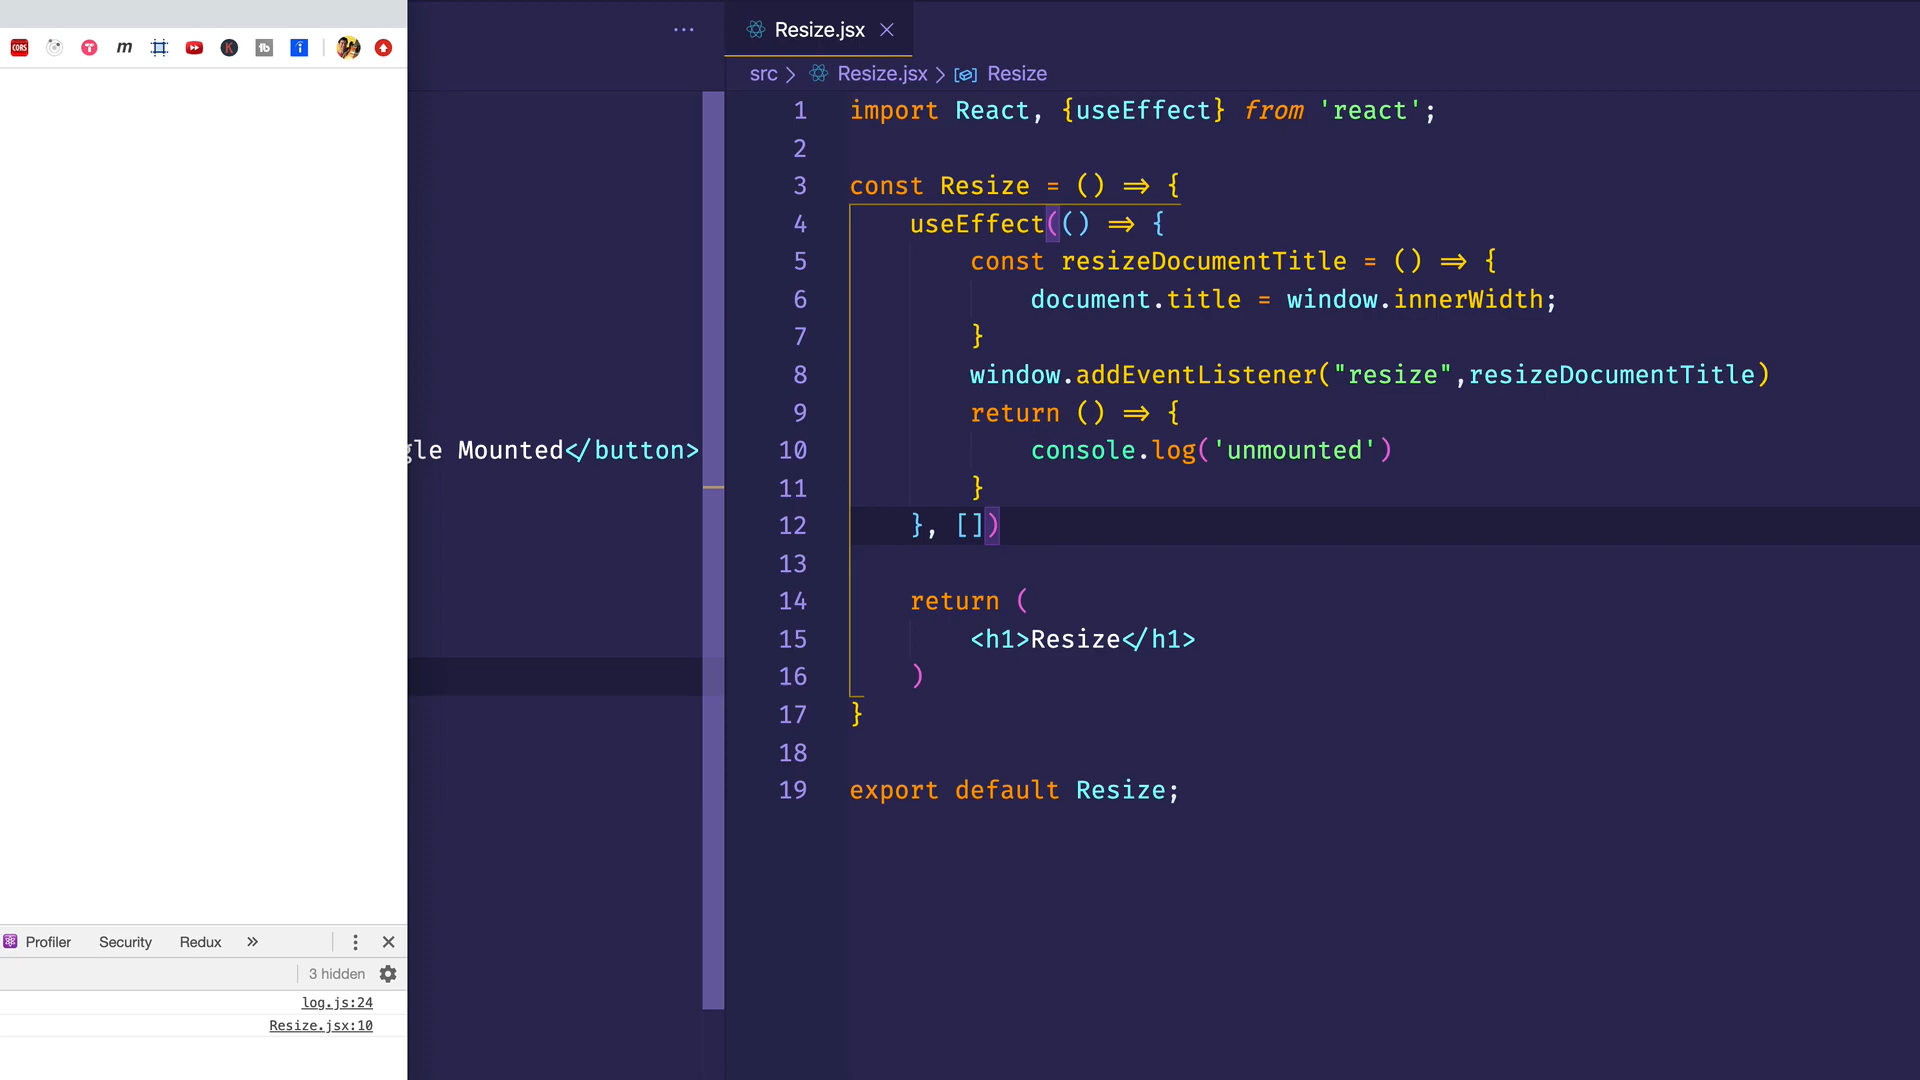 CORS
m
K
tb
Profiler
Security
Redux
3 hidden
log.js:24
Resize.jsx:10
gle Mounted</button>
...
Resize.jsx
src > Resize.jsx > Resize
1 import React, {useEffect} from 'react';
2
3 const Resize = () => {
4 useEffect(() => {
5 const resizeDocumentTitle = () => {
6 document.title = window.innerWidth;
7 }
8 window.addEventListener("resize",resizeDocumentTitle)
9 return () => {
10 console.log('unmounted')
11 }
12 }, [])
13
14 return (
15 <h1>Resize</h1>
16 )
17 }
18
19 export default Resize;